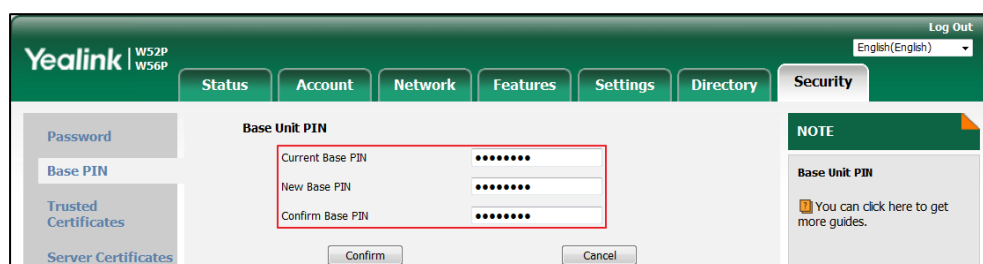 Log Out
English(English)
Yealink | W52P
W56P
Status Account Network Features Settings Directory Security
Password
Base PIN
Trusted
Certificates
Server Certificates
Base Unit PIN
Current Base PIN ••••••••
New Base PIN ••••••••
Confirm Base PIN ••••••••
Confirm Cancel
NOTE
Base Unit PIN
You can click here to get
more guides.